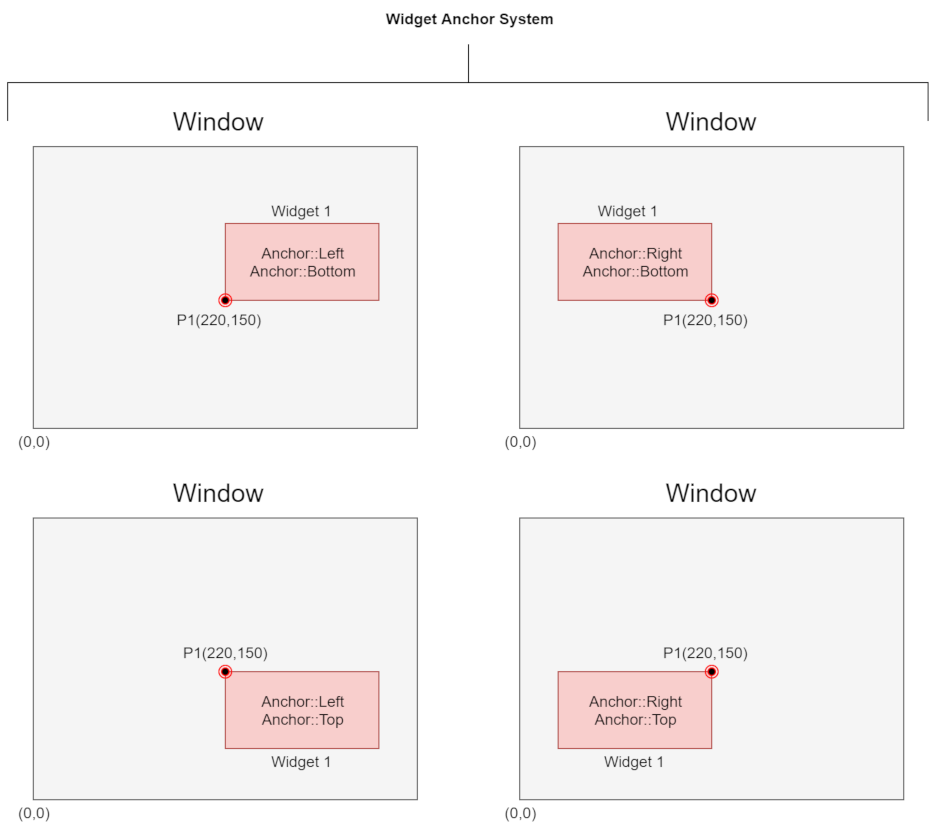 Widget Anchor System
Window
Window
Widget 1
Widget 1
Anchor::Left
Anchor::Bottom
Anchor::Right
Anchor::Bottom
P1(220,150)
P1(220,150)
(0,0)
(0,0)
Window
Window
P1(220,150)
P1(220,150)
Anchor::Left
Anchor::Top
Anchor::Right
Anchor::Top
Widget 1
Widget 1
(0,0)
(0,0)